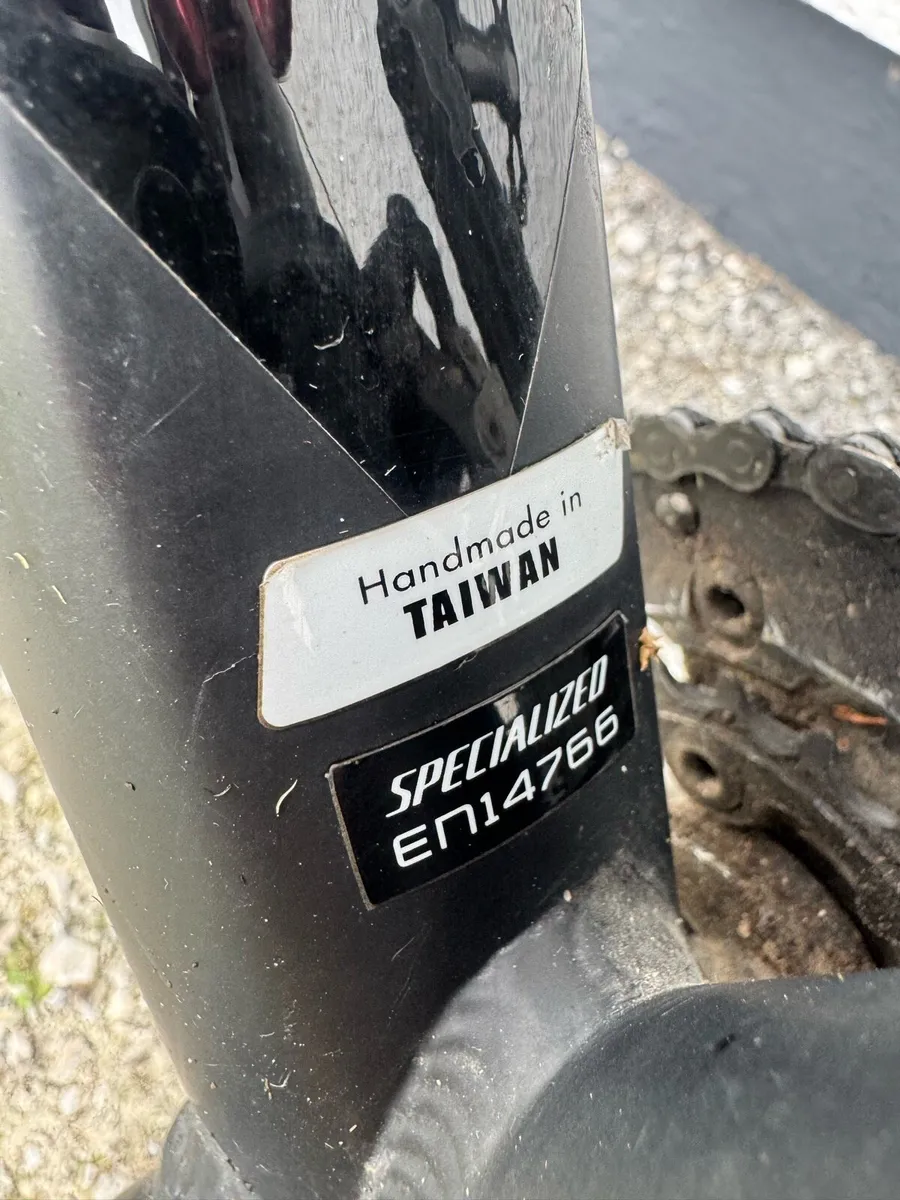 Handmade in
TAIWAN
SPECIALIZED
EN14766